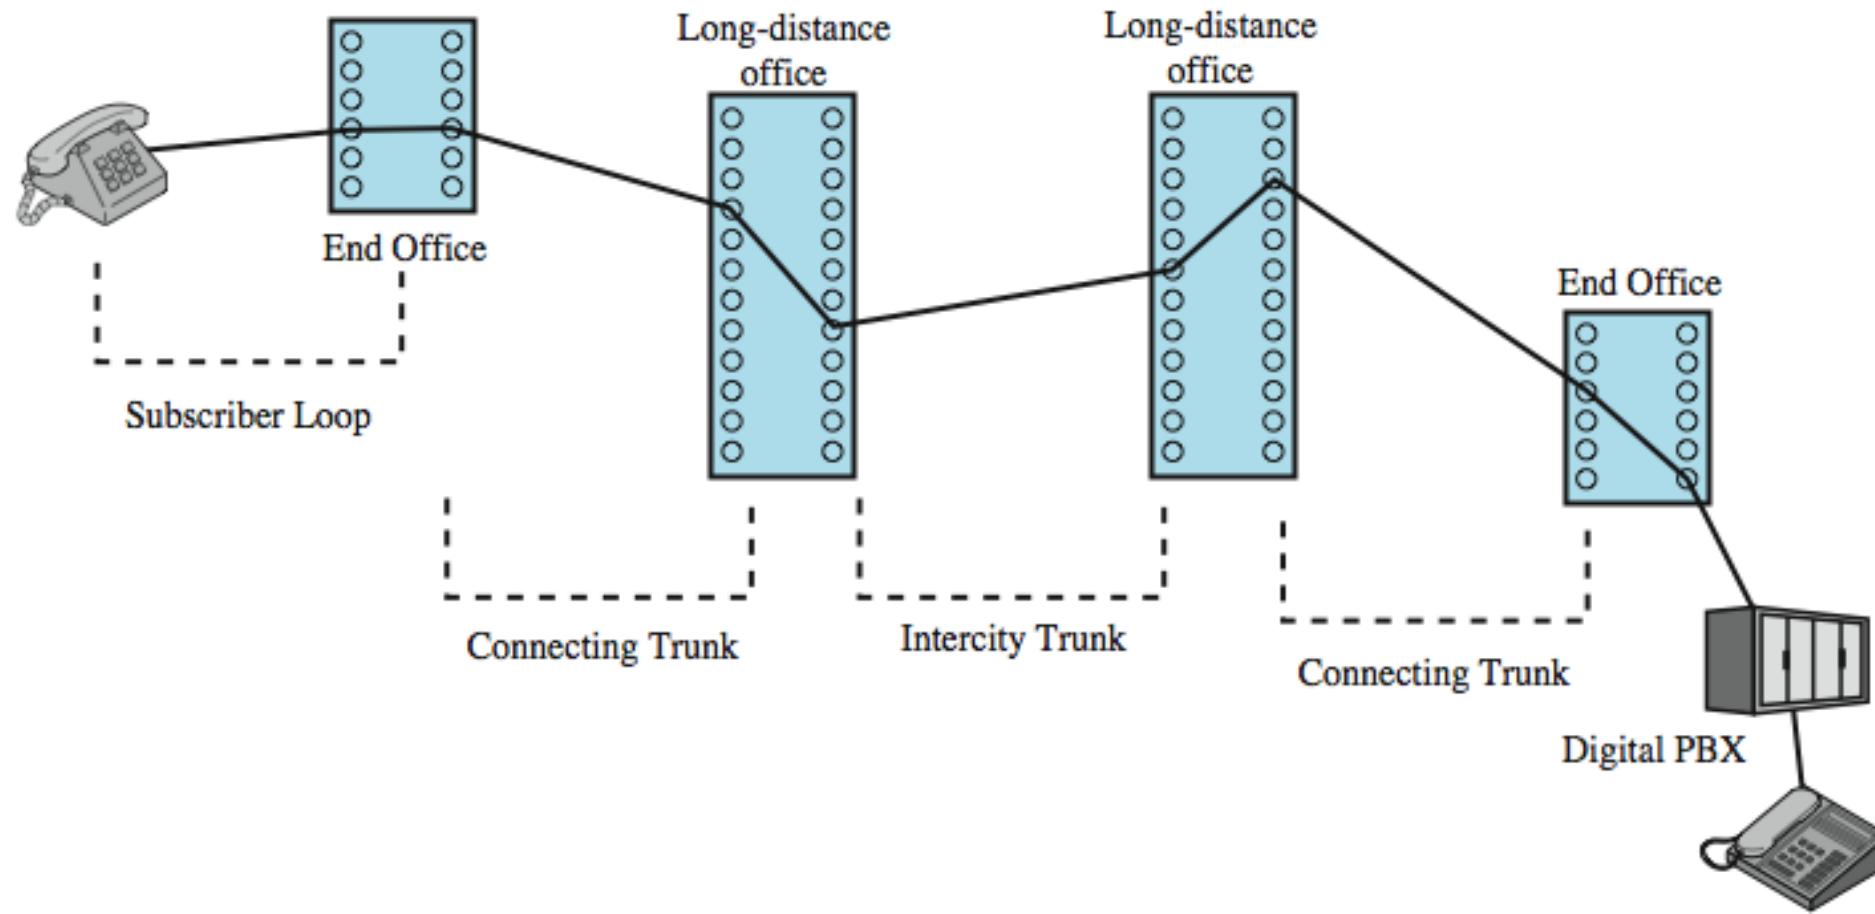 Long-distance
office
Long-distance
office
End Office
End Office
Subscriber Loop
Connecting Trunk
Intercity Trunk
Connecting Trunk
Digital PBX